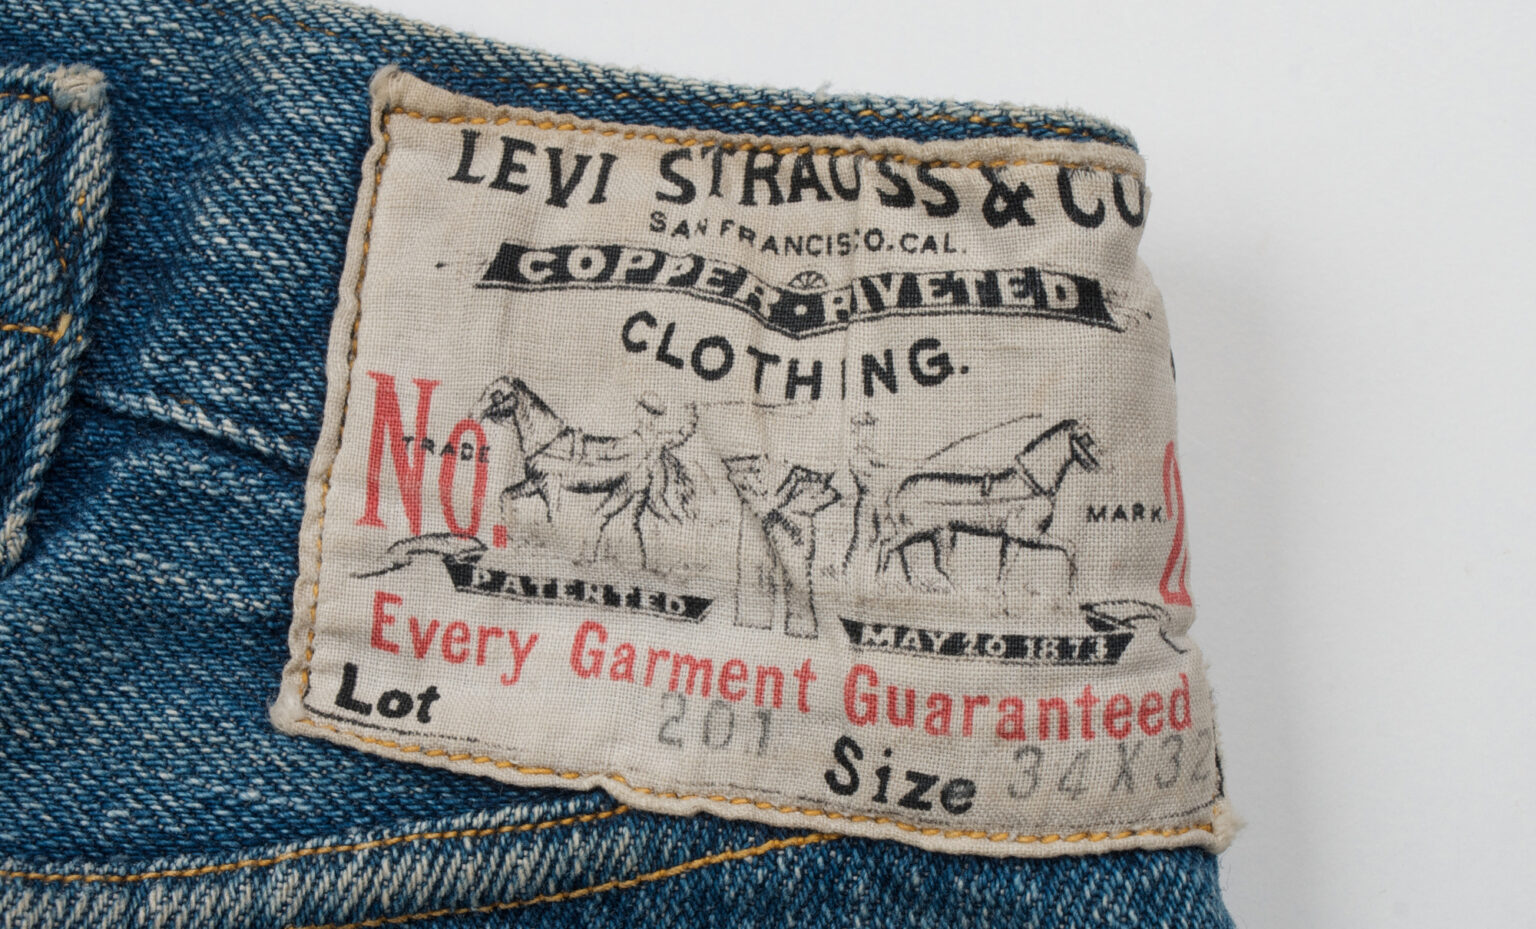 LEVI STRAUSS & CO
SAN FRANCISCO. CAL.
COPPER-RIVETED
CLOTHING.
No. 2
TRADE MARK.
PATENTED MAY 20 1873
Every Garment Guaranteed
Lot 201 Size 34X32